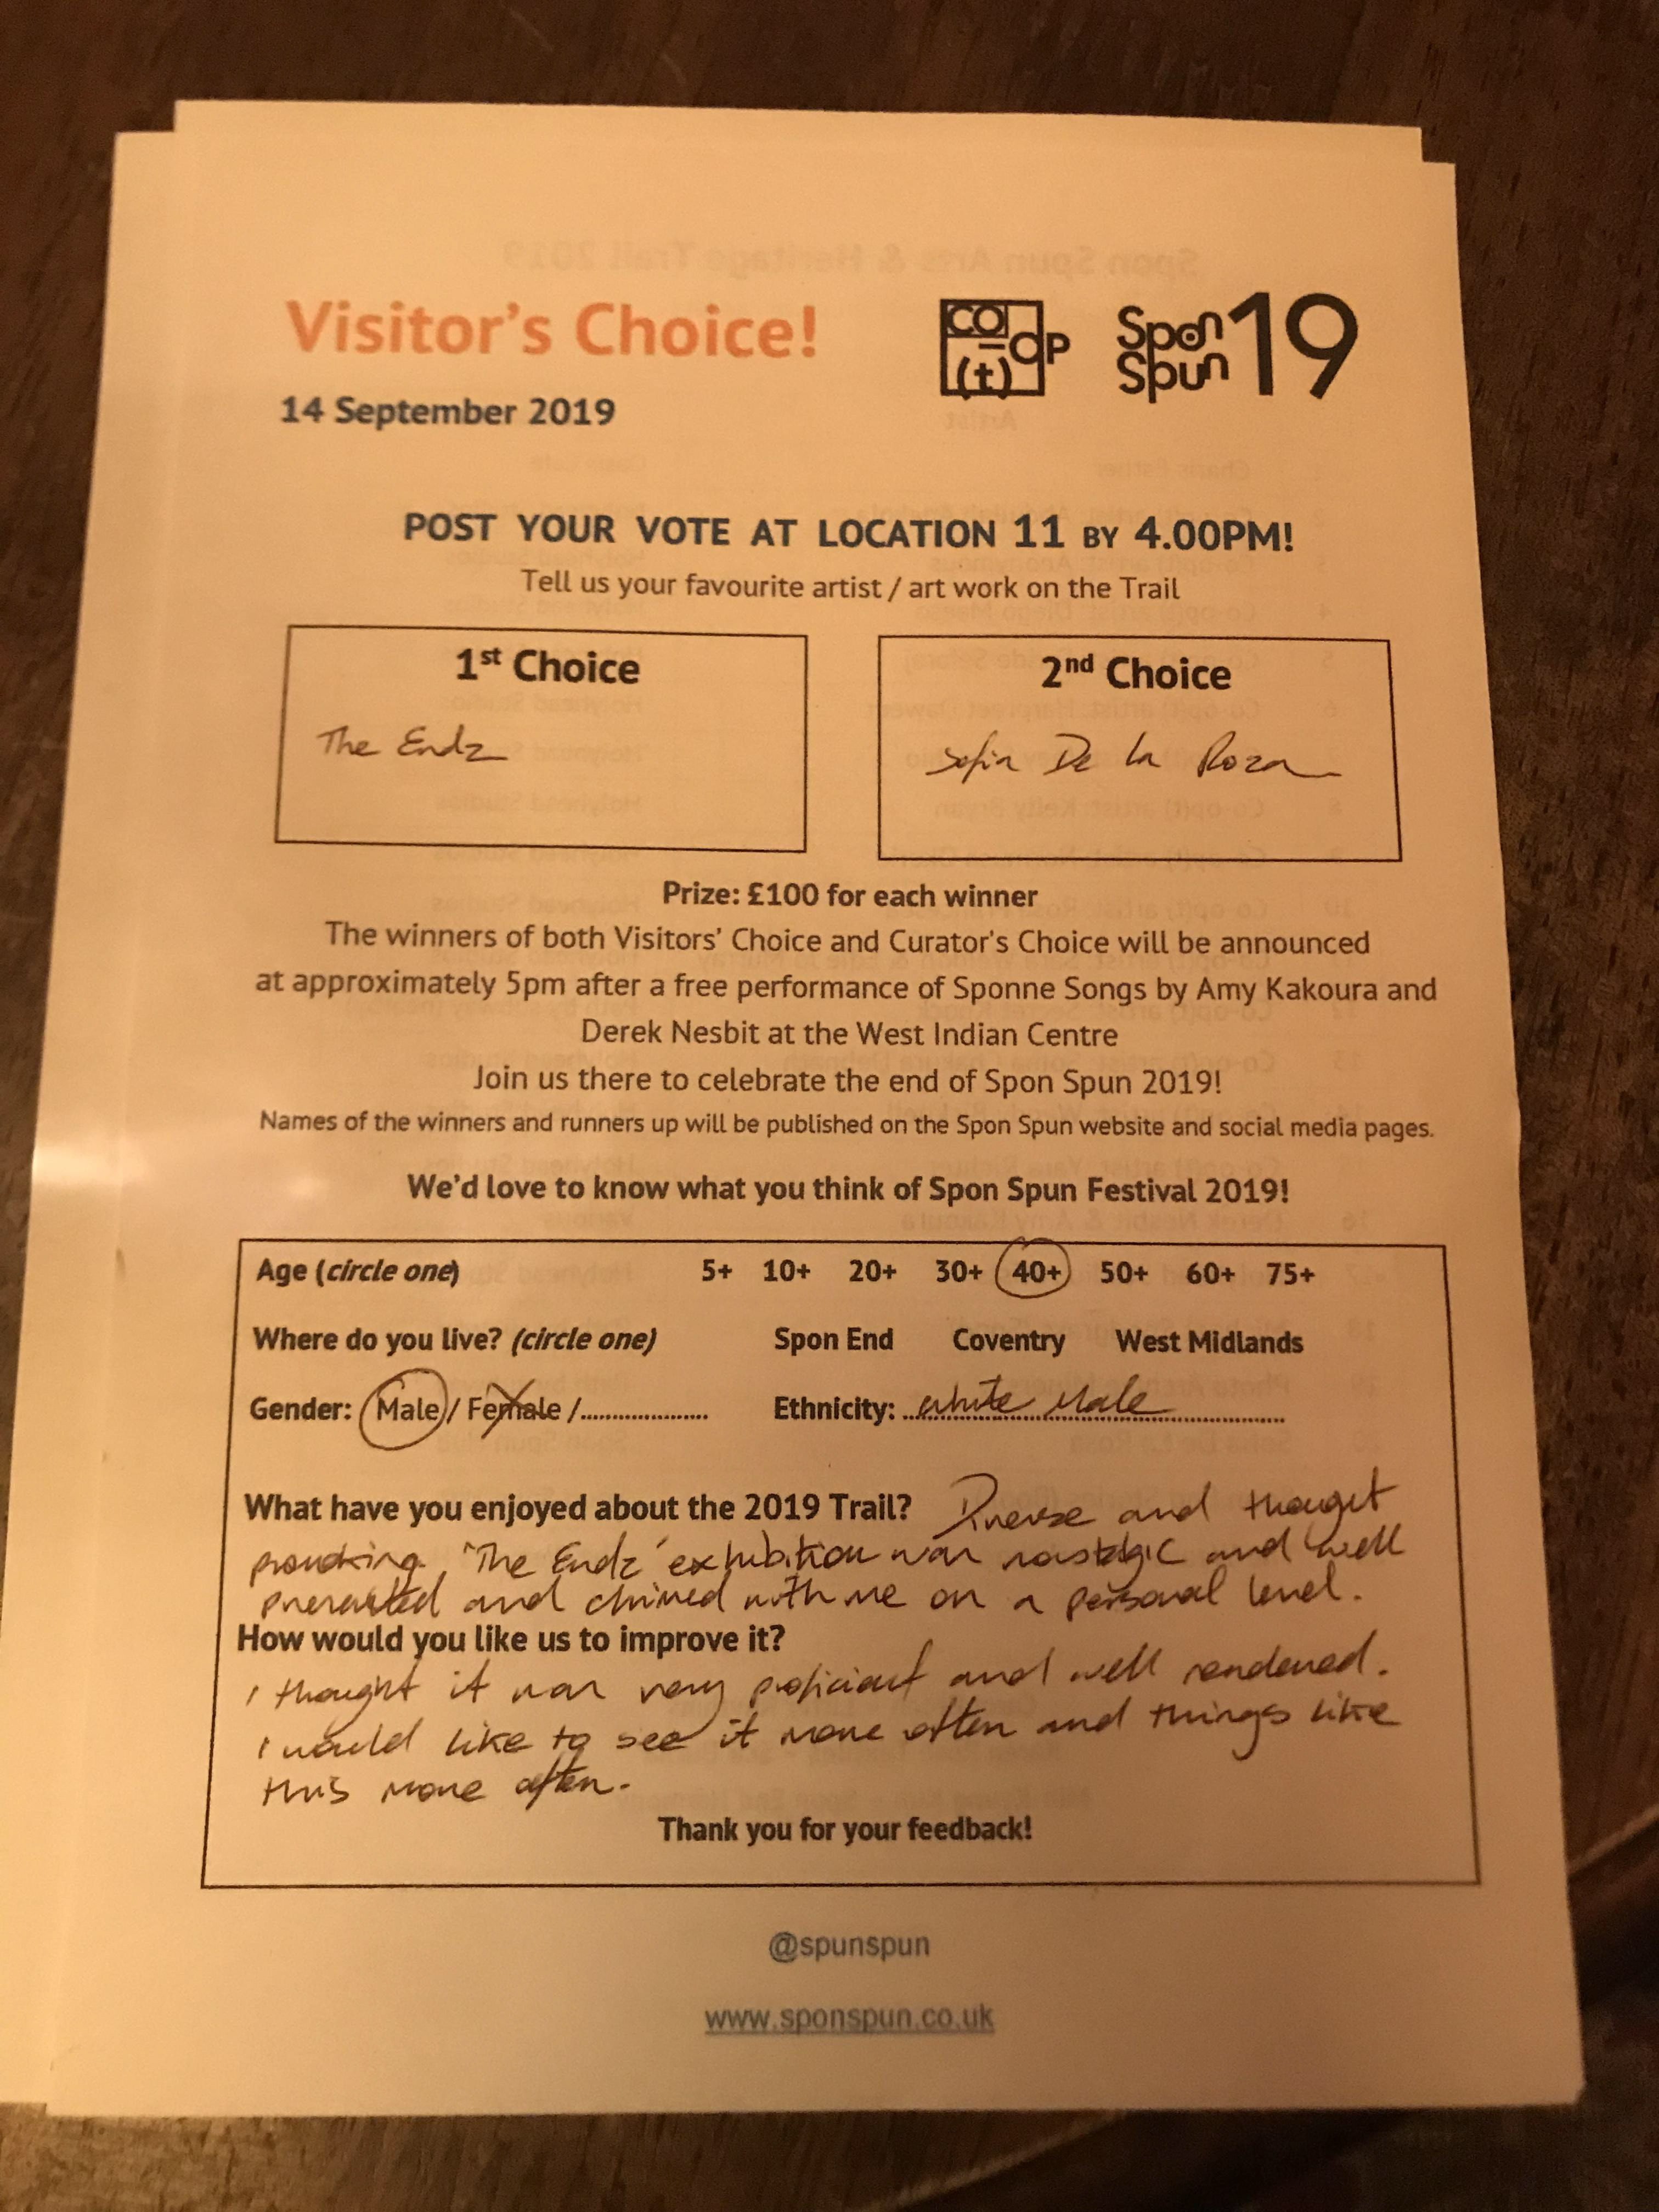 Visitor's Choice!
CO-OP
(t)
Spon
Spun 19
14 September 2019
POST YOUR VOTE AT LOCATION 11 BY 4.00PM!
Tell us your favourite artist / art work on the Trail
1st Choice
The Endz
2nd Choice
Sofia De La Roza
Prize: £100 for each winner
The winners of both Visitors' Choice and Curator's Choice will be announced
at approximately 5pm after a free performance of Sponne Songs by Amy Kakoura and
Derek Nesbit at the West Indian Centre
Join us there to celebrate the end of Spon Spun 2019!
Names of the winners and runners up will be published on the Spon Spun website and social media pages.
We'd love to know what you think of Spon Spun Festival 2019!
Age (circle one) 5+ 10+ 20+ 30+ 40+ 50+ 60+ 75+
Where do you live? (circle one) Spon End Coventry West Midlands
Gender: Male / Female /.................... Ethnicity: white Male
What have you enjoyed about the 2019 Trail? Diverse and thought
provoking. 'The Endz' exhibition was nostalgic and well
presented and chimed with me on a personal level.
How would you like us to improve it?
I thought it was very proficient and well rendered.
I would like to see it more often and things like
this more often.
Thank you for your feedback!
@spunspun
www.sponspun.co.uk